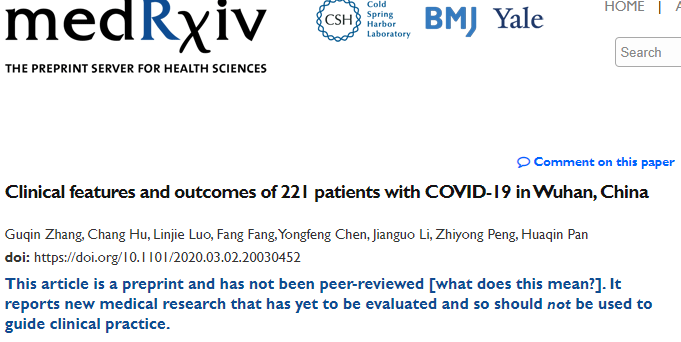 medRxiv
CSH Cold
Spring
Harbor
Laboratory
BMJ
Yale
HOME |
THE PREPRINT SERVER FOR HEALTH SCIENCES
Search
Comment on this paper
Clinical features and outcomes of 221 patients with COVID-19 in Wuhan, China
Guqin Zhang, Chang Hu, Linjie Luo, Fang Fang, Yongfeng Chen, Jianguo Li, Zhiyong Peng, Huaqin Pan
doi: https://doi.org/10.1101/2020.03.02.20030452
This article is a preprint and has not been peer-reviewed [what does this mean?]. It
reports new medical research that has yet to be evaluated and so should not be used to
guide clinical practice.